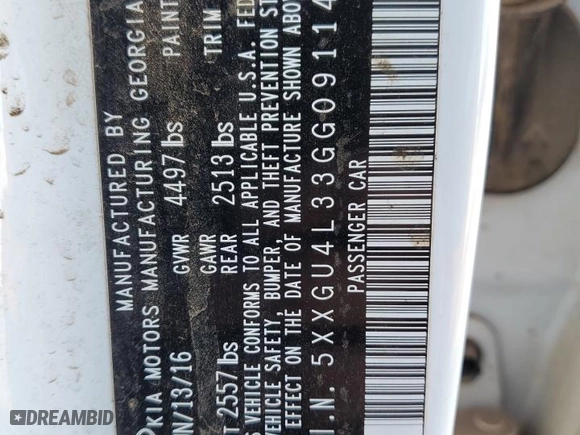 MANUFACTURED BY
KIA MOTORS MANUFACTURING GEORGIA
N/13/16 GVWR 4497 lbs PAINT
GAWR TRIM
T 2557 lbs REAR 2513 lbs
VEHICLE CONFORMS TO ALL APPLICABLE U.S.A. FED
VEHICLE SAFETY, BUMPER, AND THEFT PREVENTION ST
EFFECT ON THE DATE OF MANUFACTURE SHOWN ABOVE
I.N. 5XXGU4L33GG09114
PASSENGER CAR
DREAMBID